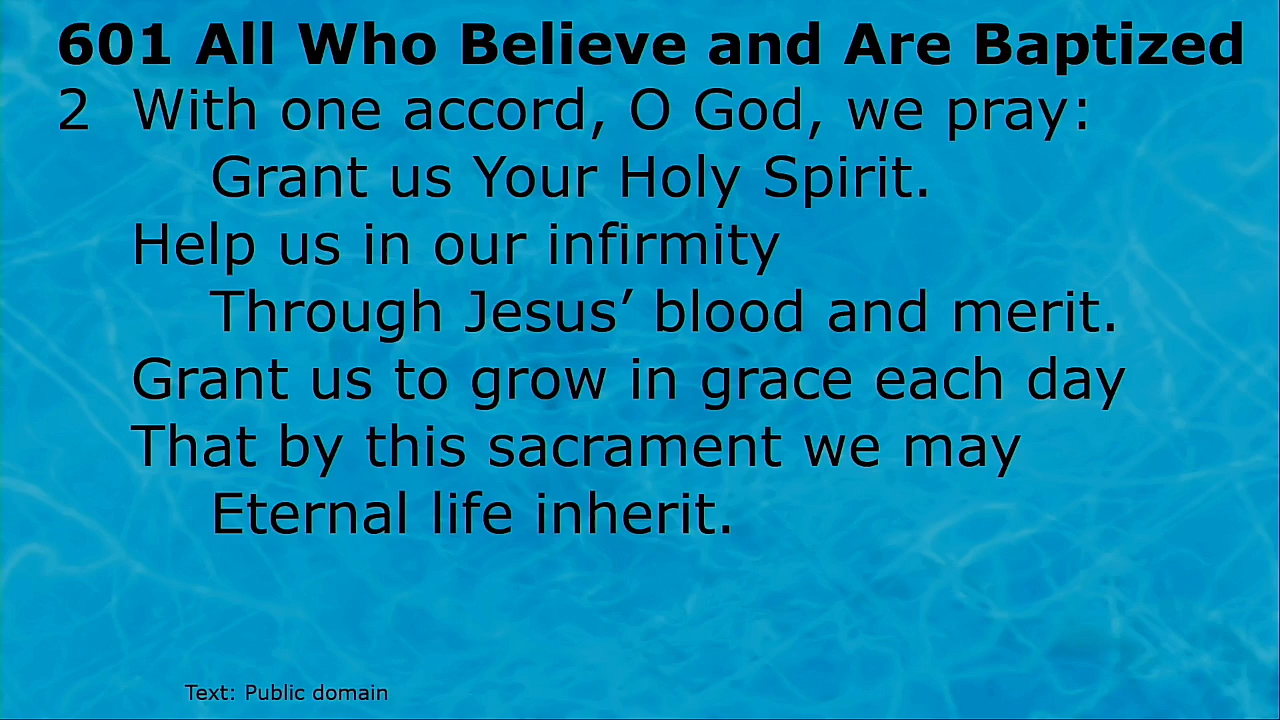 601 All Who Believe and Are Baptized
2 With one accord, O God, we pray:
Grant us Your Holy Spirit.
Help us in our infirmity
Through Jesus’ blood and merit.
Grant us to grow in grace each day
That by this sacrament we may
Eternal life inherit.
Text: Public domain